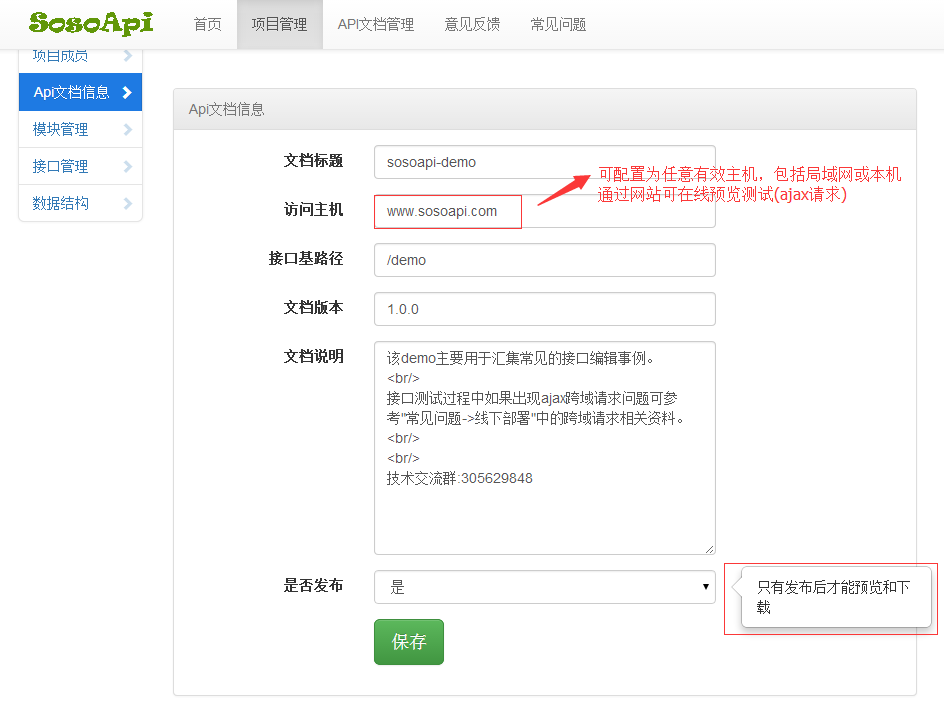 SosoApi
首页
项目管理
API文档管理
意见反馈
常见问题
项目成员
Api文档信息
模块管理
接口管理
数据结构
Api文档信息
文档标题
sosoapi-demo
可配置为任意有效主机，包括局域网或本机
通过网站可在线预览测试(ajax请求)
访问主机
www.sosoapi.com
接口基路径
/demo
文档版本
1.0.0
文档说明
该demo主要用于汇集常见的接口编辑事例。
<br/>
接口测试过程中如果出现ajax跨域请求问题可参
考"常见问题->线下部署"中的跨域请求相关资料。
<br/>
<br/>
技术交流群:305629848
是否发布
是
只有发布后才能预览和下
载
保存